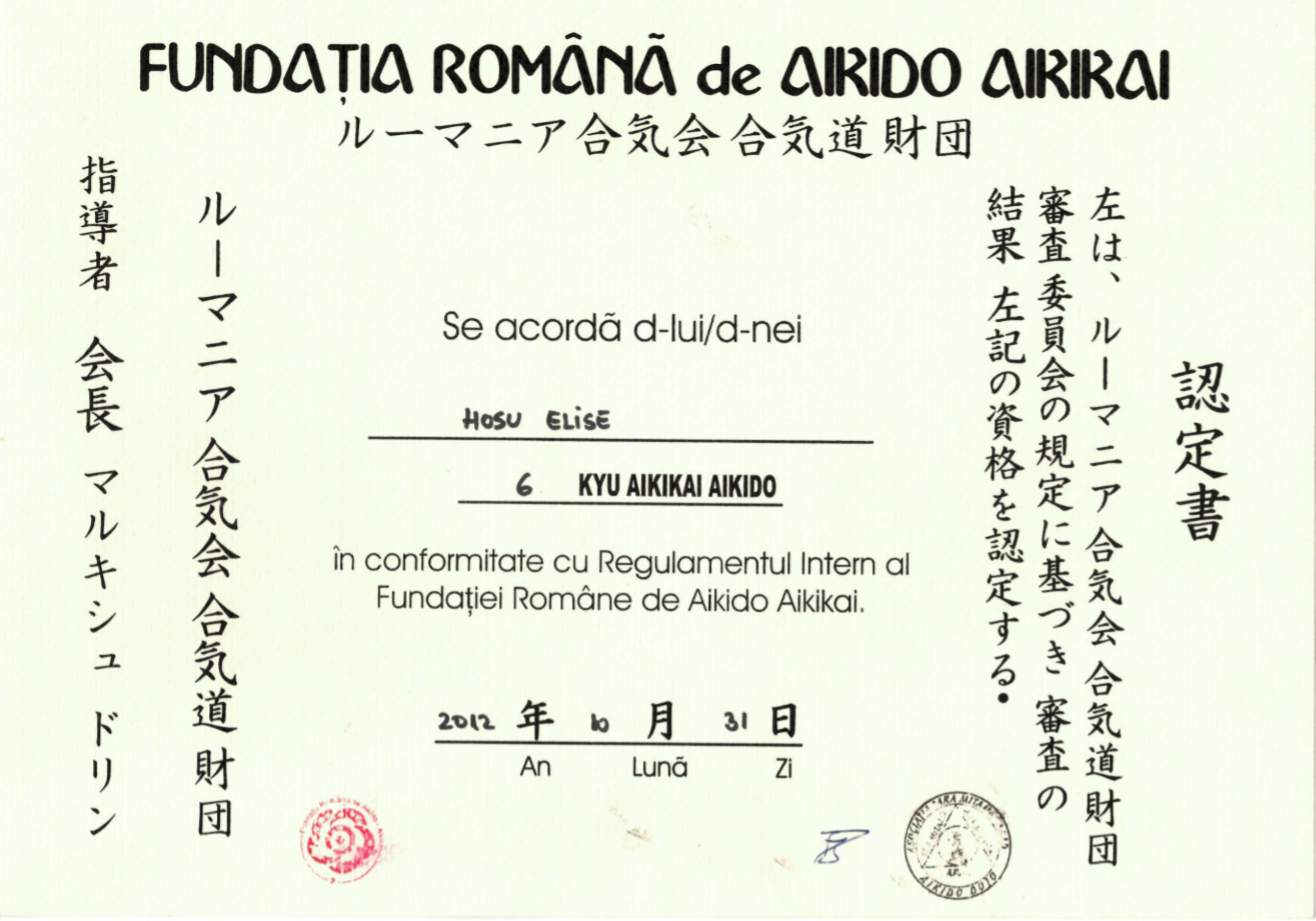 FUNDAȚIA ROMÂNÃ de AIKIDO AIKIKAI
ルーマニア合気会 合気道 財団
認定書
左は、ルーマニア 合気会 合気道 財団
審査委員会の規定に基づき 審査の
結果 左記の資格を認定する.
Se acordã d-lui/d-nei
HOSU ELISE
6 KYU AIKIKAI AIKIDO
în conformitate cu Regulamentul Intern al
Fundației Române de Aikido Aikikai.
2012 年 10 月 31 日
An Lunã Zi
ルーマニア 合気会 合気道 財団
指導者 会長 マルキシュ ドリン
AIKIDO DOJO